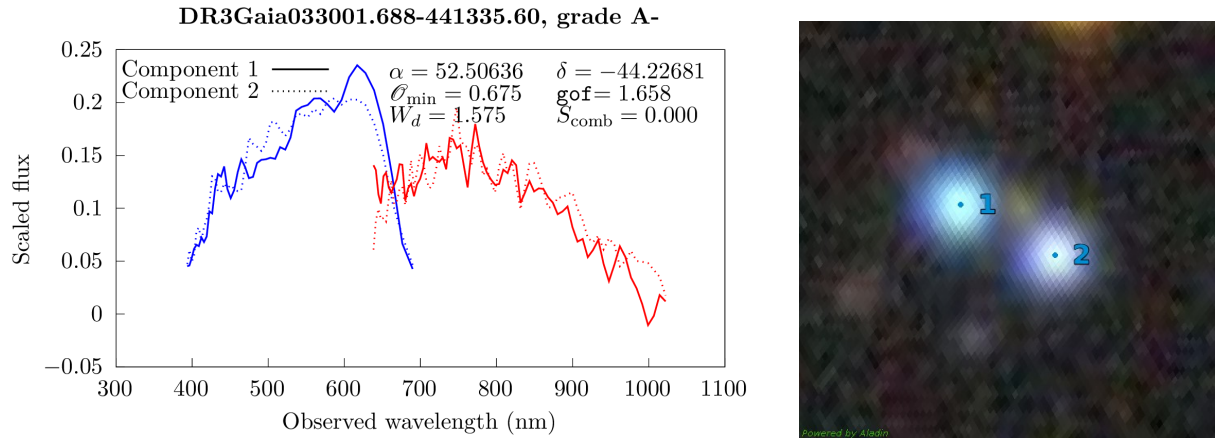 DR3Gaia033001.688-441335.60, grade A-
Component 1
Component 2
α = 52.50636
δ = −44.22681
𝒪min = 0.675
gof= 1.658
Wd = 1.575
Scomb = 0.000
Scaled flux
0.25
0.2
0.15
0.1
0.05
0
−0.05
300 400 500 600 700 800 900 1000 1100
Observed wavelength (nm)
1
2
Powered by Aladin